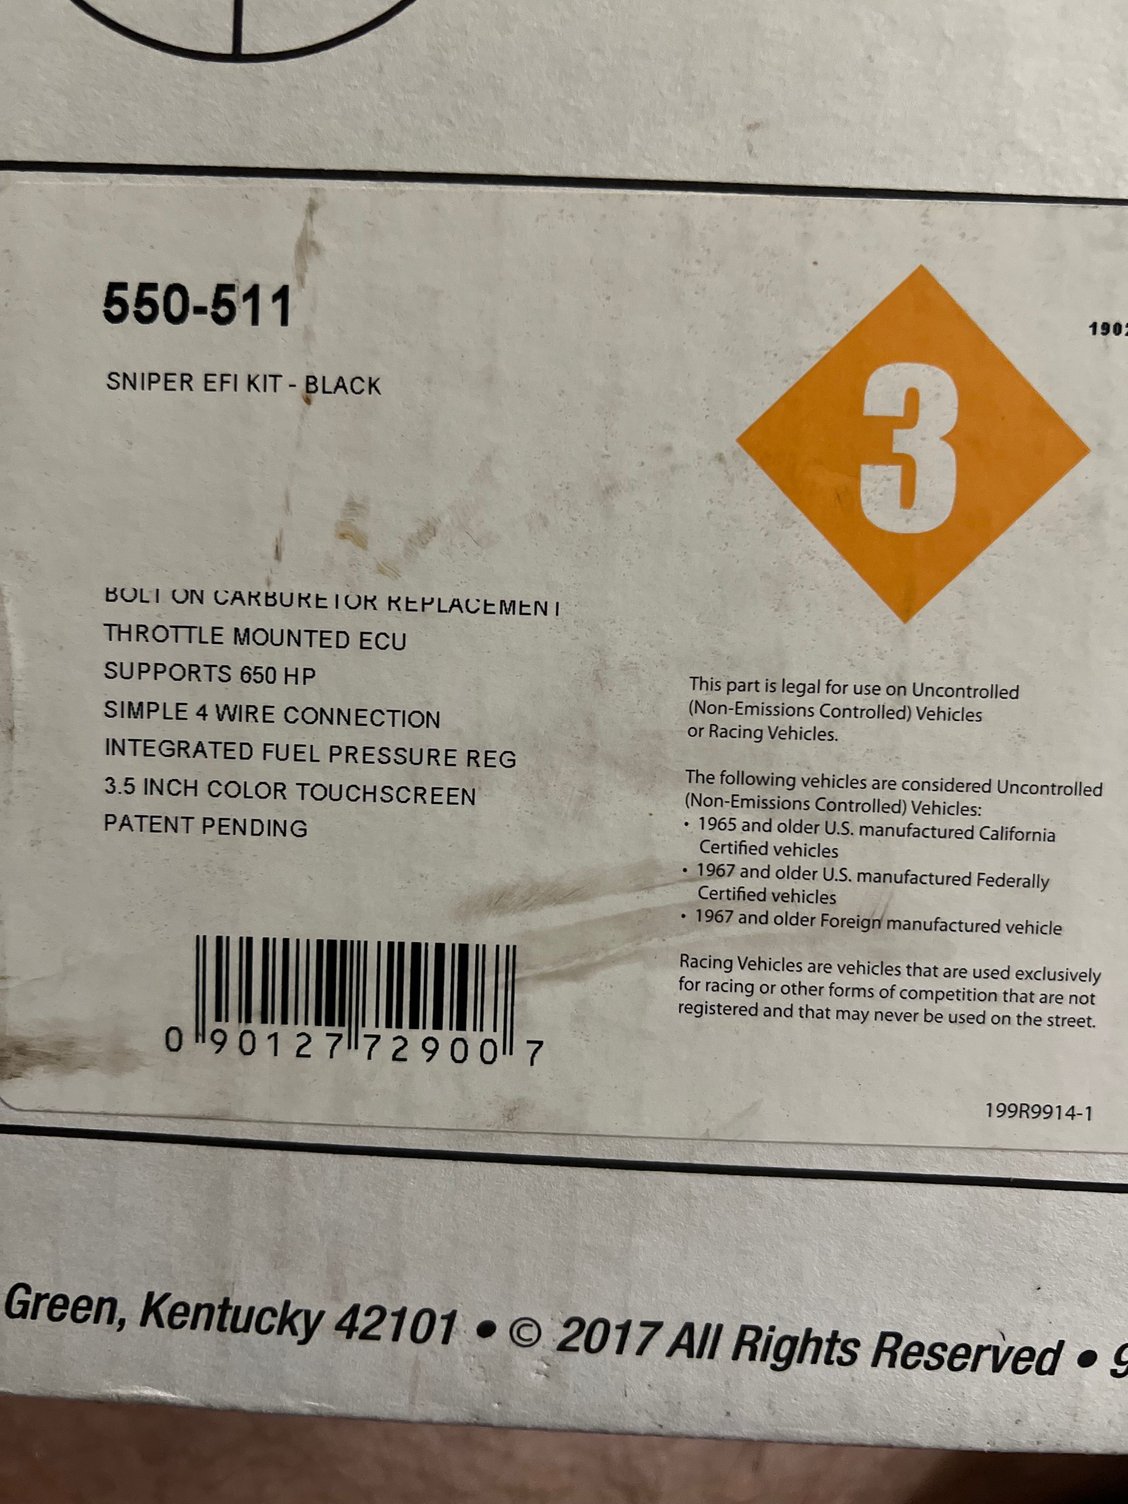 550-511
SNIPER EFI KIT - BLACK
3
BOLT ON CARBURETOR REPLACEMENT
THROTTLE MOUNTED ECU
SUPPORTS 650 HP
SIMPLE 4 WIRE CONNECTION
INTEGRATED FUEL PRESSURE REG
3.5 INCH COLOR TOUCHSCREEN
PATENT PENDING
0 90127 72900 7
This part is legal for use on Uncontrolled
(Non-Emissions Controlled) Vehicles
or Racing Vehicles.
The following vehicles are considered Uncontrolled
(Non-Emissions Controlled) Vehicles:
• 1965 and older U.S. manufactured California
Certified vehicles
• 1967 and older U.S. manufactured Federally
Certified vehicles
• 1967 and older Foreign manufactured vehicle
Racing Vehicles are vehicles that are used exclusively
for racing or other forms of competition that are not
registered and that may never be used on the street.
199R9914-1
Green, Kentucky 42101 • © 2017 All Rights Reserved •